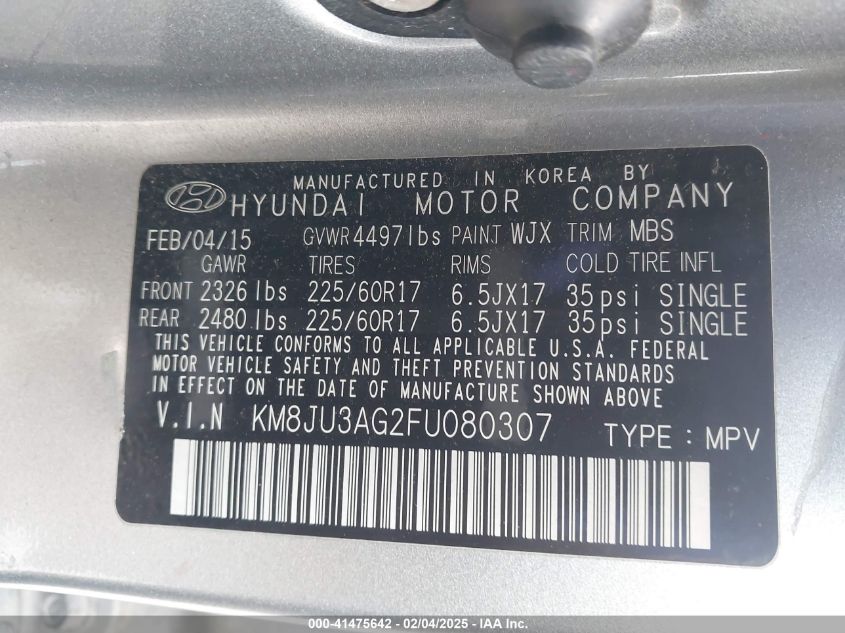 MANUFACTURED IN KOREA BY
HYUNDAI MOTOR COMPANY
FEB/04/15 GVWR 4497lbs PAINT WJX TRIM MBS
GAWR TIRES RIMS COLD TIRE INFL
FRONT 2326 lbs 225/60R17 6.5JX17 35psi SINGLE
REAR 2480 lbs 225/60R17 6.5JX17 35psi SINGLE
THIS VEHICLE CONFORMS TO ALL APPLICABLE U.S.A. FEDERAL
MOTOR VEHICLE SAFETY AND THEFT PREVENTION STANDARDS
IN EFFECT ON THE DATE OF MANUFACTURE SHOWN ABOVE
V.I.N KM8JU3AG2FU080307 TYPE : MPV
000-41475642 - 02/04/2025 - IAA Inc.